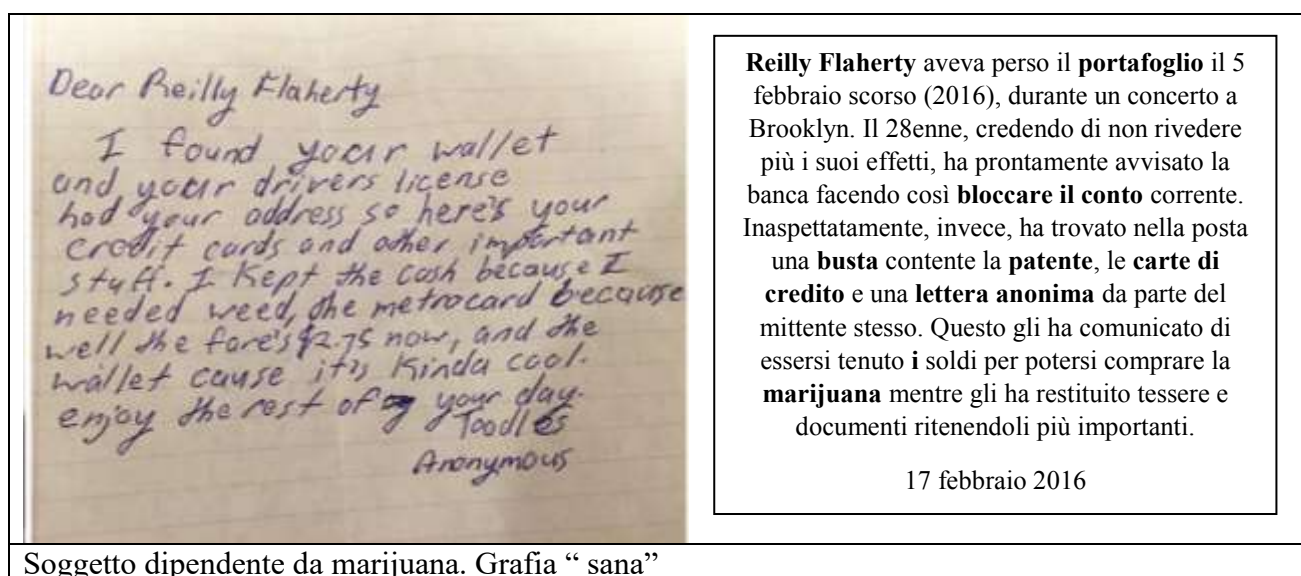 Dear Reilly Flaherty
I found your wallet
and your drivers license
had your address so here's your
credit cards and other important
stuff. I Kept the cash because I
needed weed, the metrocard because
well the fare's $2.75 now, and the
wallet cause it's kinda cool.
enjoy the rest of your day.
Toodles
Anonymous
Reilly Flaherty aveva perso il portafoglio il 5
febbraio scorso (2016), durante un concerto a
Brooklyn. Il 28enne, credendo di non rivedere
più i suoi effetti, ha prontamente avvisato la
banca facendo così bloccare il conto corrente.
Inaspettatamente, invece, ha trovato nella posta
una busta contente la patente, le carte di
credito e una lettera anonima da parte del
mittente stesso. Questo gli ha comunicato di
essersi tenuto i soldi per potersi comprare la
marijuana mentre gli ha restituito tessere e
documenti ritenendoli più importanti.
17 febbraio 2016
Soggetto dipendente da marijuana. Grafia “ sana”